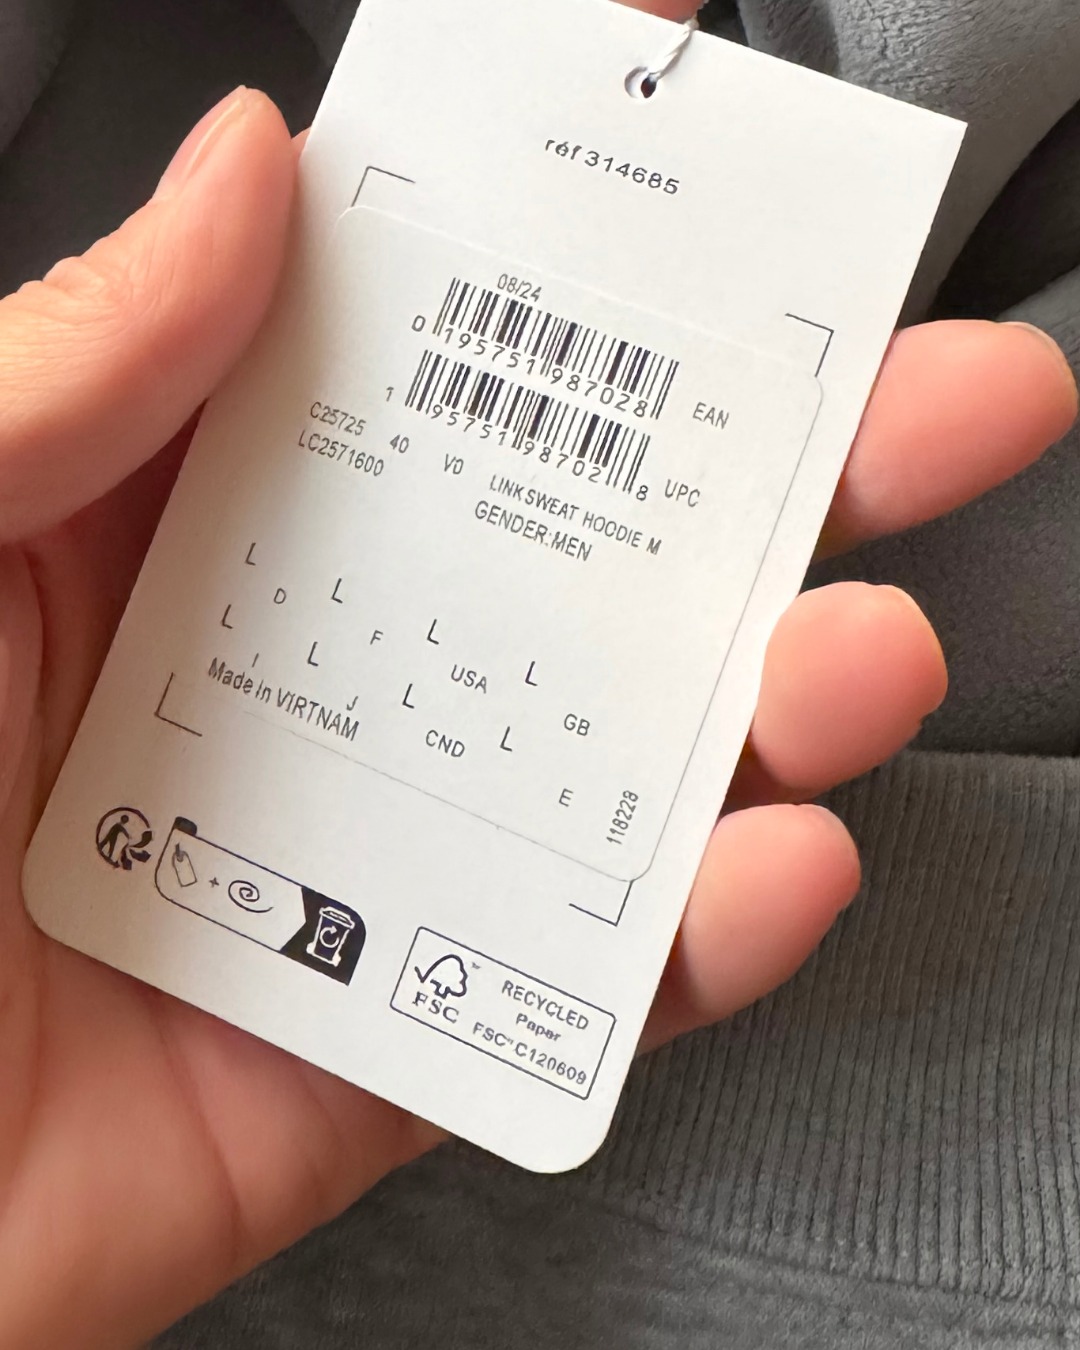 réf 314685
08/24
0 195751 987028
EAN
1 95751 98702 8
UPC
C25725 40 V0
LC2571600
LINK SWEAT HOODIE M
GENDER:MEN
L L L L
D F USA GB
L L L L
I J CND E
Made in VIRTNAM
118228
FSC
RECYCLED
Paper
FSC™ C120609